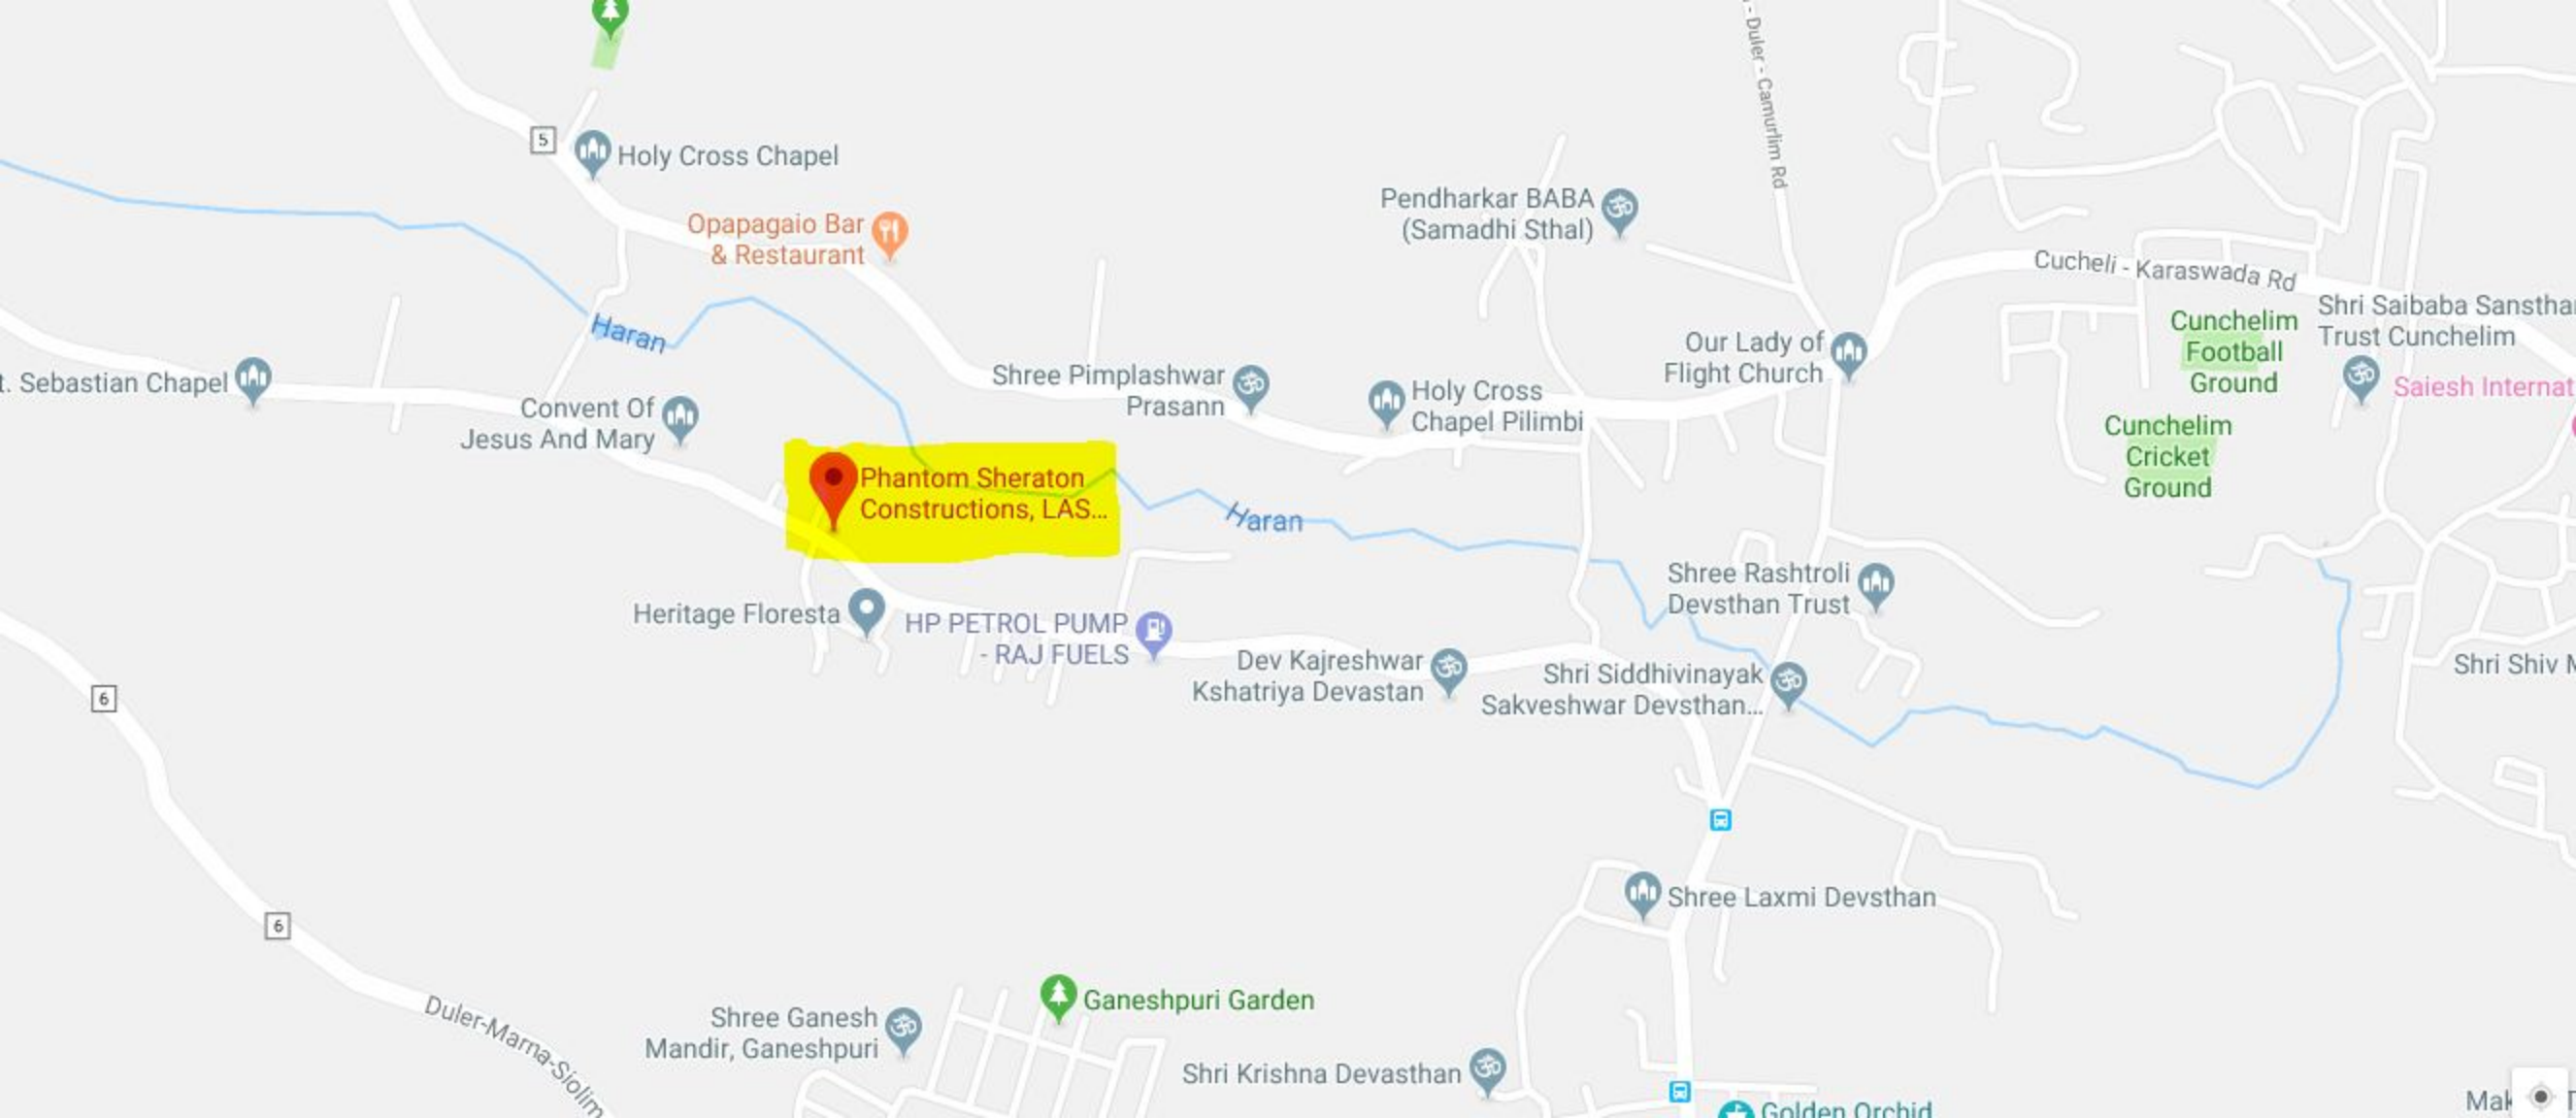 - Duler - Camurlim Rd
5
Holy Cross Chapel
Opapagaio Bar
& Restaurant
Pendharkar BABA
(Samadhi Sthal)
Cucheli - Karaswada Rd
Haran
Shri Saibaba Sanstha
Trust Cunchelim
Cunchelim
Football
Ground
Our Lady of
Flight Church
t. Sebastian Chapel
Shree Pimplashwar
Prasann
Holy Cross
Chapel Pilimbi
Saiesh Internat
Convent Of
Jesus And Mary
Cunchelim
Cricket
Ground
Phantom Sheraton
Constructions, LAS...
Haran
Shree Rashtroli
Devsthan Trust
Heritage Floresta
HP PETROL PUMP
- RAJ FUELS
Dev Kajreshwar
Kshatriya Devastan
Shri Siddhivinayak
Sakveshwar Devsthan...
Shri Shiv M
6
Shree Laxmi Devsthan
6
Duler-Marna-Siolim
Ganeshpuri Garden
Shree Ganesh
Mandir, Ganeshpuri
Shri Krishna Devasthan
Mak
Golden Orchid